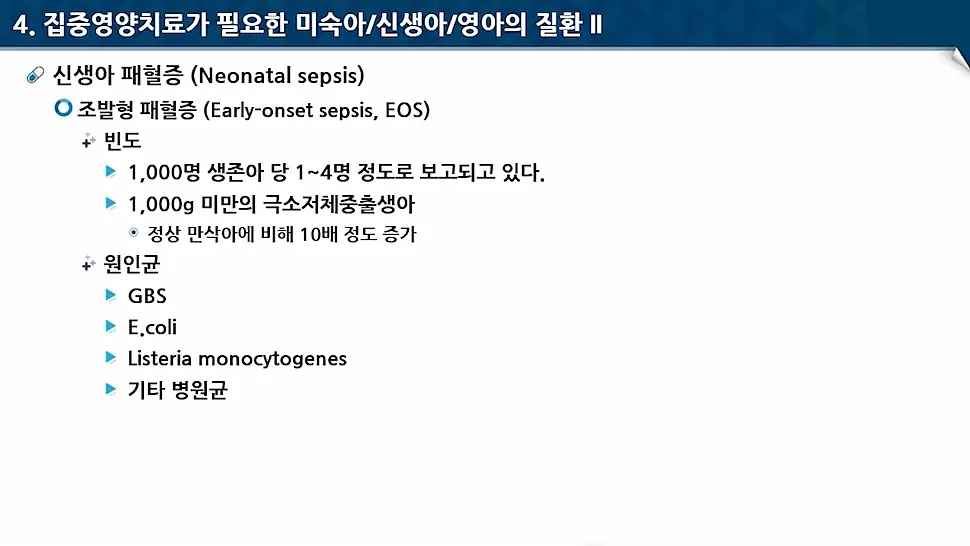 4. 집중영양치료가 필요한 미숙아/신생아/영아의 질환 II
신생아 패혈증 (Neonatal sepsis)
조발형 패혈증 (Early-onset sepsis, EOS)
빈도
1,000명 생존아 당 1~4명 정도로 보고되고 있다.
1,000g 미만의 극소저체중출생아
정상 만삭아에 비해 10배 정도 증가
원인균
GBS
E.coli
Listeria monocytogenes
기타 병원균